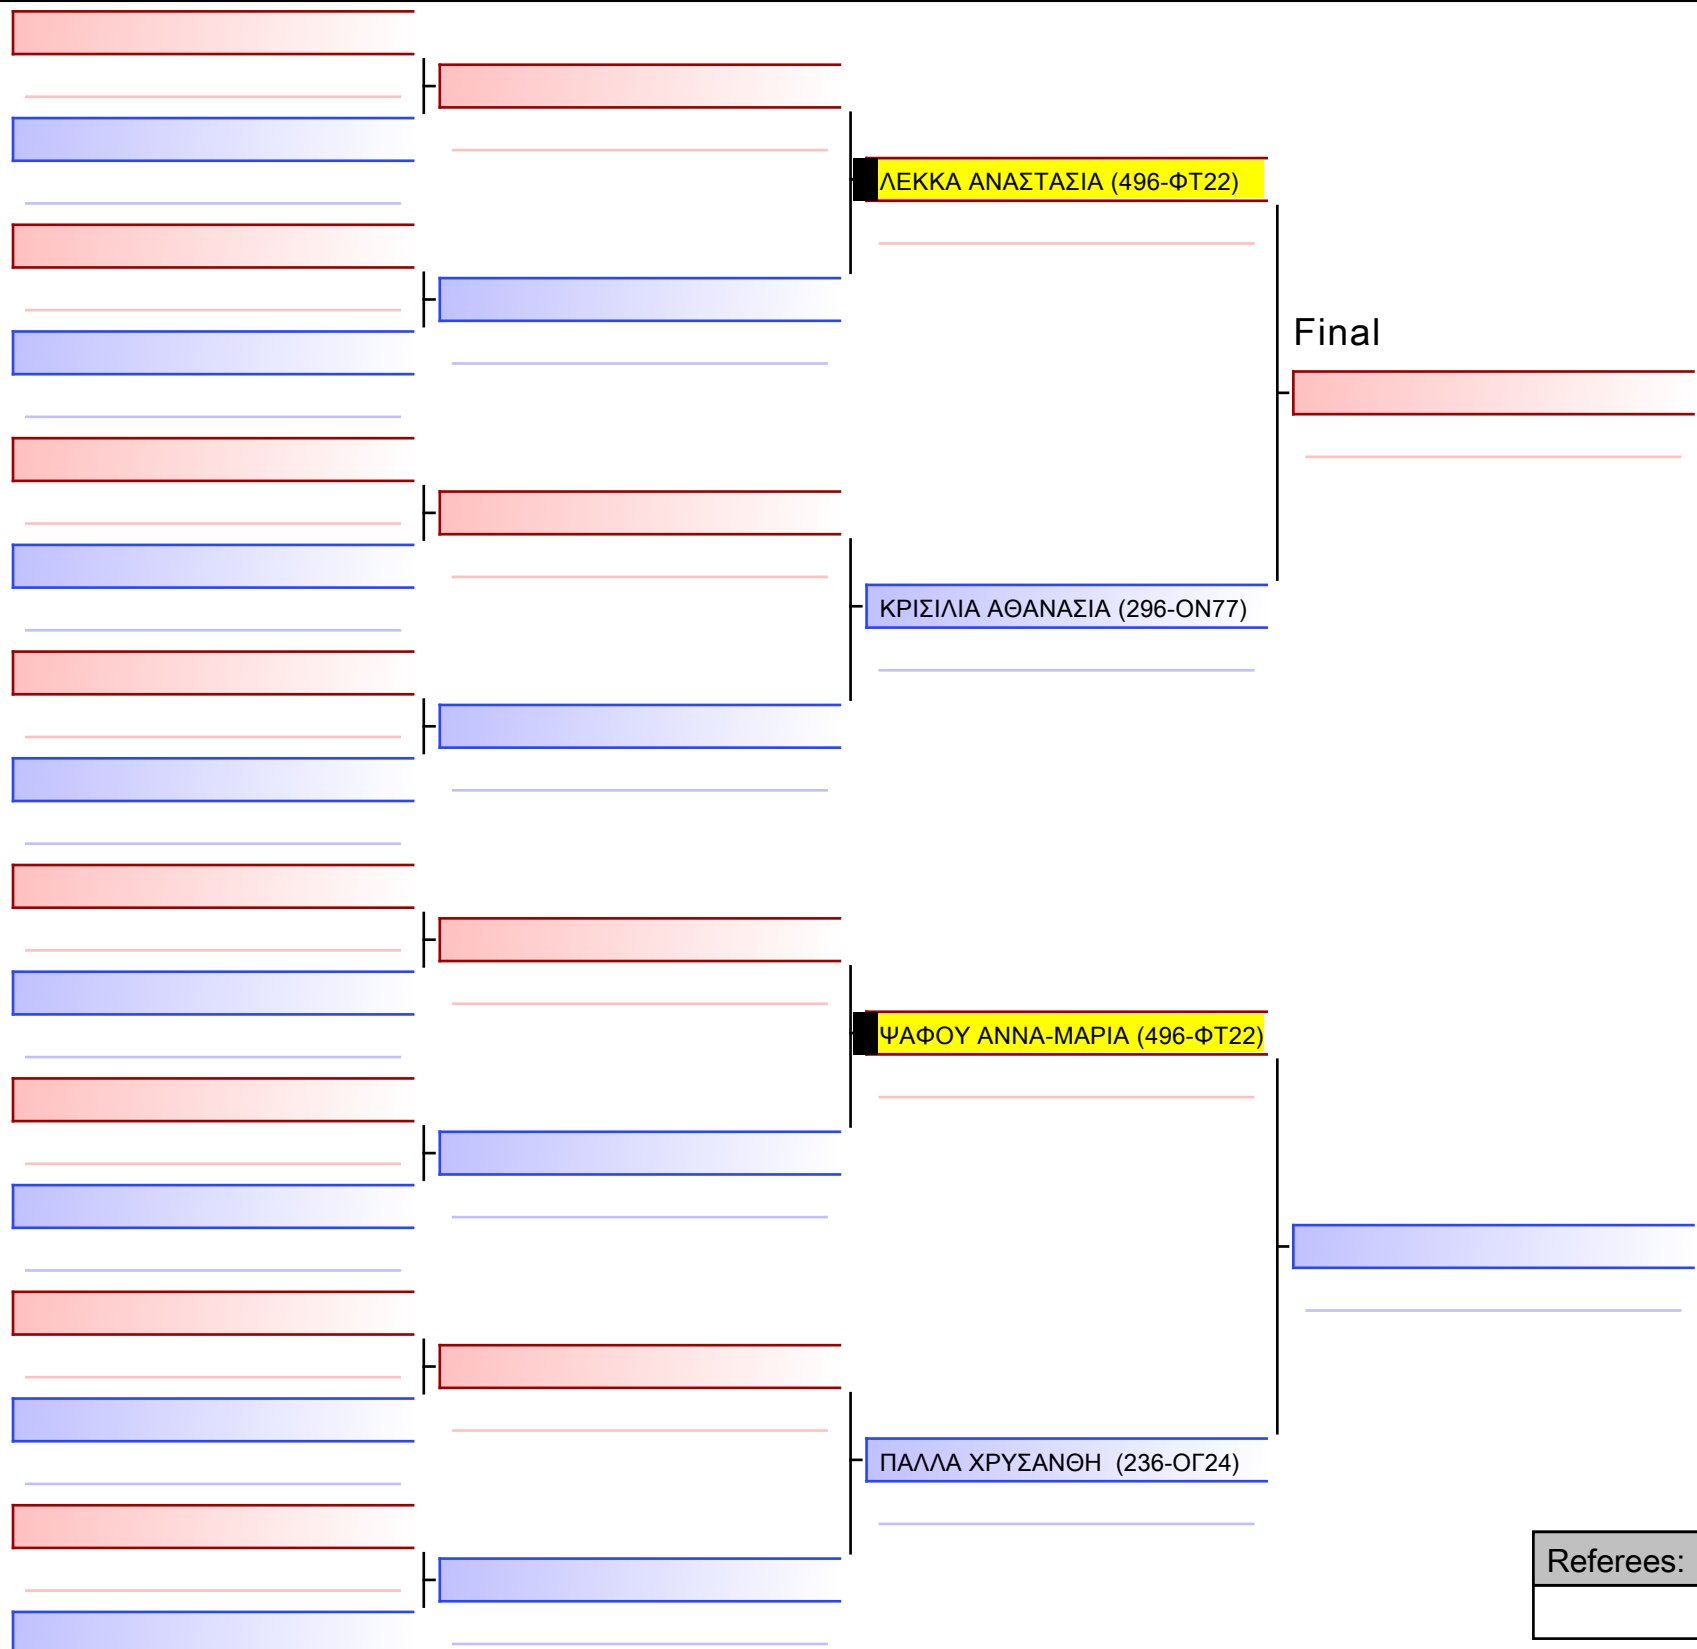 ΛΕΚΚΑ ΑΝΑΣΤΑΣΙΑ (496-ΦΤ22)
Final
ΚΡΙΣΙΛΙΑ ΑΘΑΝΑΣΙΑ (296-ΟΝ77)
ΨΑΦΟΥ ΑΝΝΑ-ΜΑΡΙΑ (496-ΦΤ22)
ΠΑΛΛΑ ΧΡΥΣΑΝΘΗ (236-ΟΓ24)
Referees: